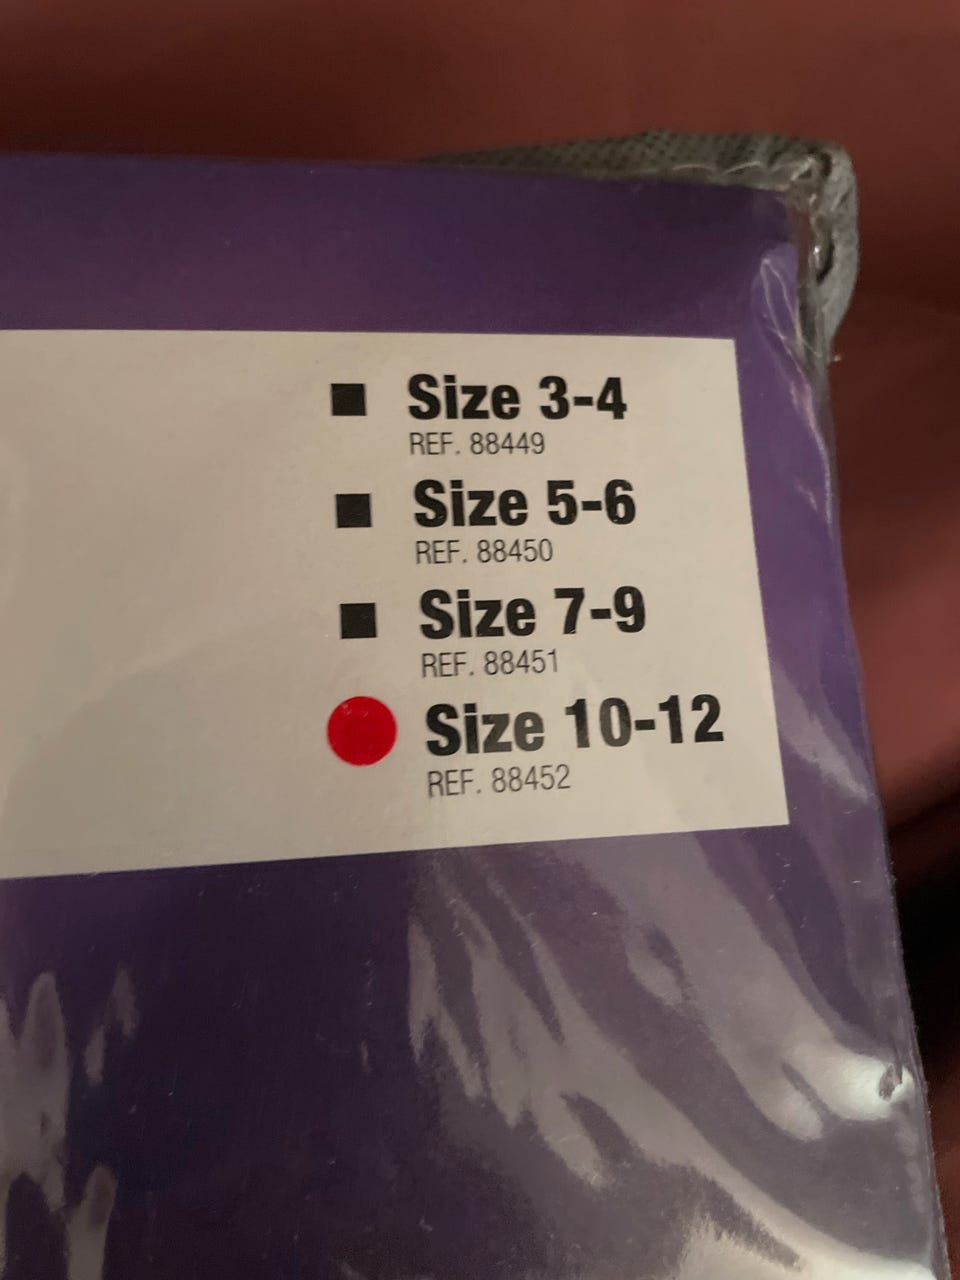 Size 3-4
REF. 88449
Size 5-6
REF. 88450
Size 7-9
REF. 88451
Size 10-12
REF. 88452